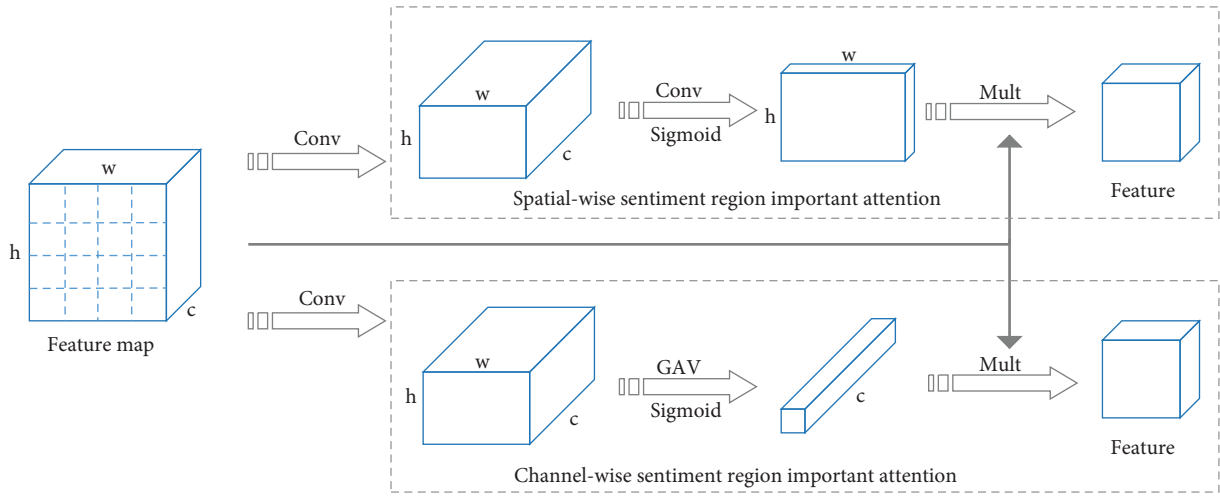 w
h
c
Feature map
Conv
w
h
c
Conv
Sigmoid
w
h
Mult
Feature
Spatial-wise sentiment region important attention
Conv
w
h
c
GAV
Sigmoid
c
Mult
Feature
Channel-wise sentiment region important attention